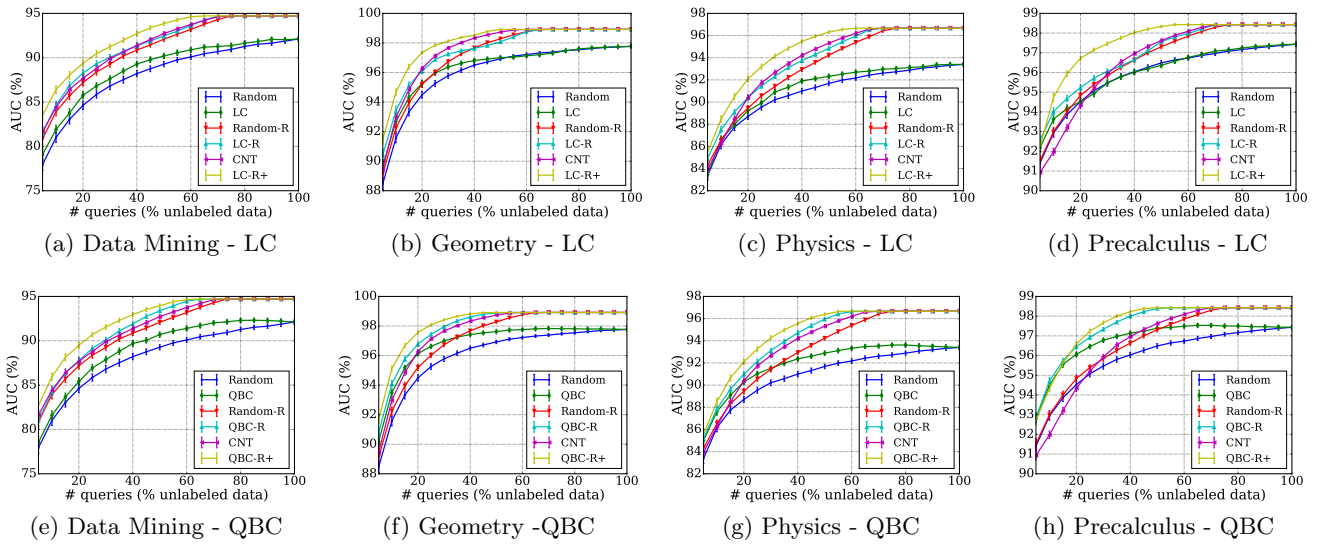 95
90
85
80
75
AUC (%)
Random
LC
Random-R
LC-R
CNT
LC-R+
20 40 60 80 100
# queries (% unlabeled data)
(a) Data Mining - LC
100
98
96
94
92
90
88
AUC (%)
Random
LC
Random-R
LC-R
CNT
LC-R+
20 40 60 80 100
# queries (% unlabeled data)
(b) Geometry - LC
98
96
94
92
90
88
86
84
82
AUC (%)
Random
LC
Random-R
LC-R
CNT
LC-R+
20 40 60 80 100
# queries (% unlabeled data)
(c) Physics - LC
99
98
97
96
95
94
93
92
91
90
AUC (%)
Random
LC
Random-R
LC-R
CNT
LC-R+
20 40 60 80 100
# queries (% unlabeled data)
(d) Precalculus - LC
95
90
85
80
75
AUC (%)
Random
QBC
Random-R
QBC-R
CNT
QBC-R+
20 40 60 80 100
# queries (% unlabeled data)
(e) Data Mining - QBC
100
98
96
94
92
90
88
AUC (%)
Random
QBC
Random-R
QBC-R
CNT
QBC-R+
20 40 60 80 100
# queries (% unlabeled data)
(f) Geometry -QBC
98
96
94
92
90
88
86
84
82
AUC (%)
Random
QBC
Random-R
QBC-R
CNT
QBC-R+
20 40 60 80 100
# queries (% unlabeled data)
(g) Physics - QBC
99
98
97
96
95
94
93
92
91
90
AUC (%)
Random
QBC
Random-R
QBC-R
CNT
QBC-R+
20 40 60 80 100
# queries (% unlabeled data)
(h) Precalculus - QBC